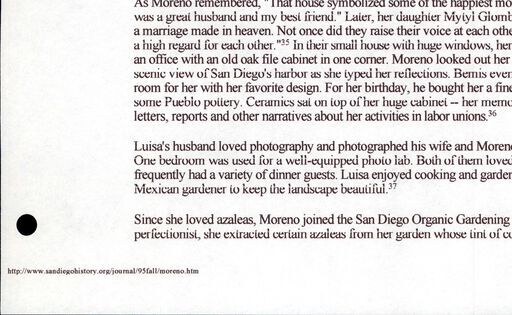 As Moreno remembered, "That house symbolized some of the happiest mo
was a great husband and my best friend." Later, her daughter Mytyl Glomb
a marriage made in heaven. Not once did they raise their voice at each othe
a high regard for each other."35 In their small house with huge windows, her
an office with an old oak file cabinet in one corner. Moreno looked out her
scenic view of San Diego's harbor as she typed her reflections. Bemis even
room for her with her favorite design. For her birthday, he bought her a fine
some Pueblo pottery. Ceramics sat on top of her huge cabinet -- her memo
letters, reports and other narratives about her activities in labor unions.36
Luisa's husband loved photography and photographed his wife and Moreno
One bedroom was used for a well-equipped photo lab. Both of them loved
frequently had a variety of dinner guests. Luisa enjoyed cooking and garden
Mexican gardener to keep the landscape beautiful.37
Since she loved azaleas, Moreno joined the San Diego Organic Gardening
perfectionist, she extracted certain azaleas from her garden whose tint of co
http://www.sandiegohistory.org/journal/95fall/moreno.htm